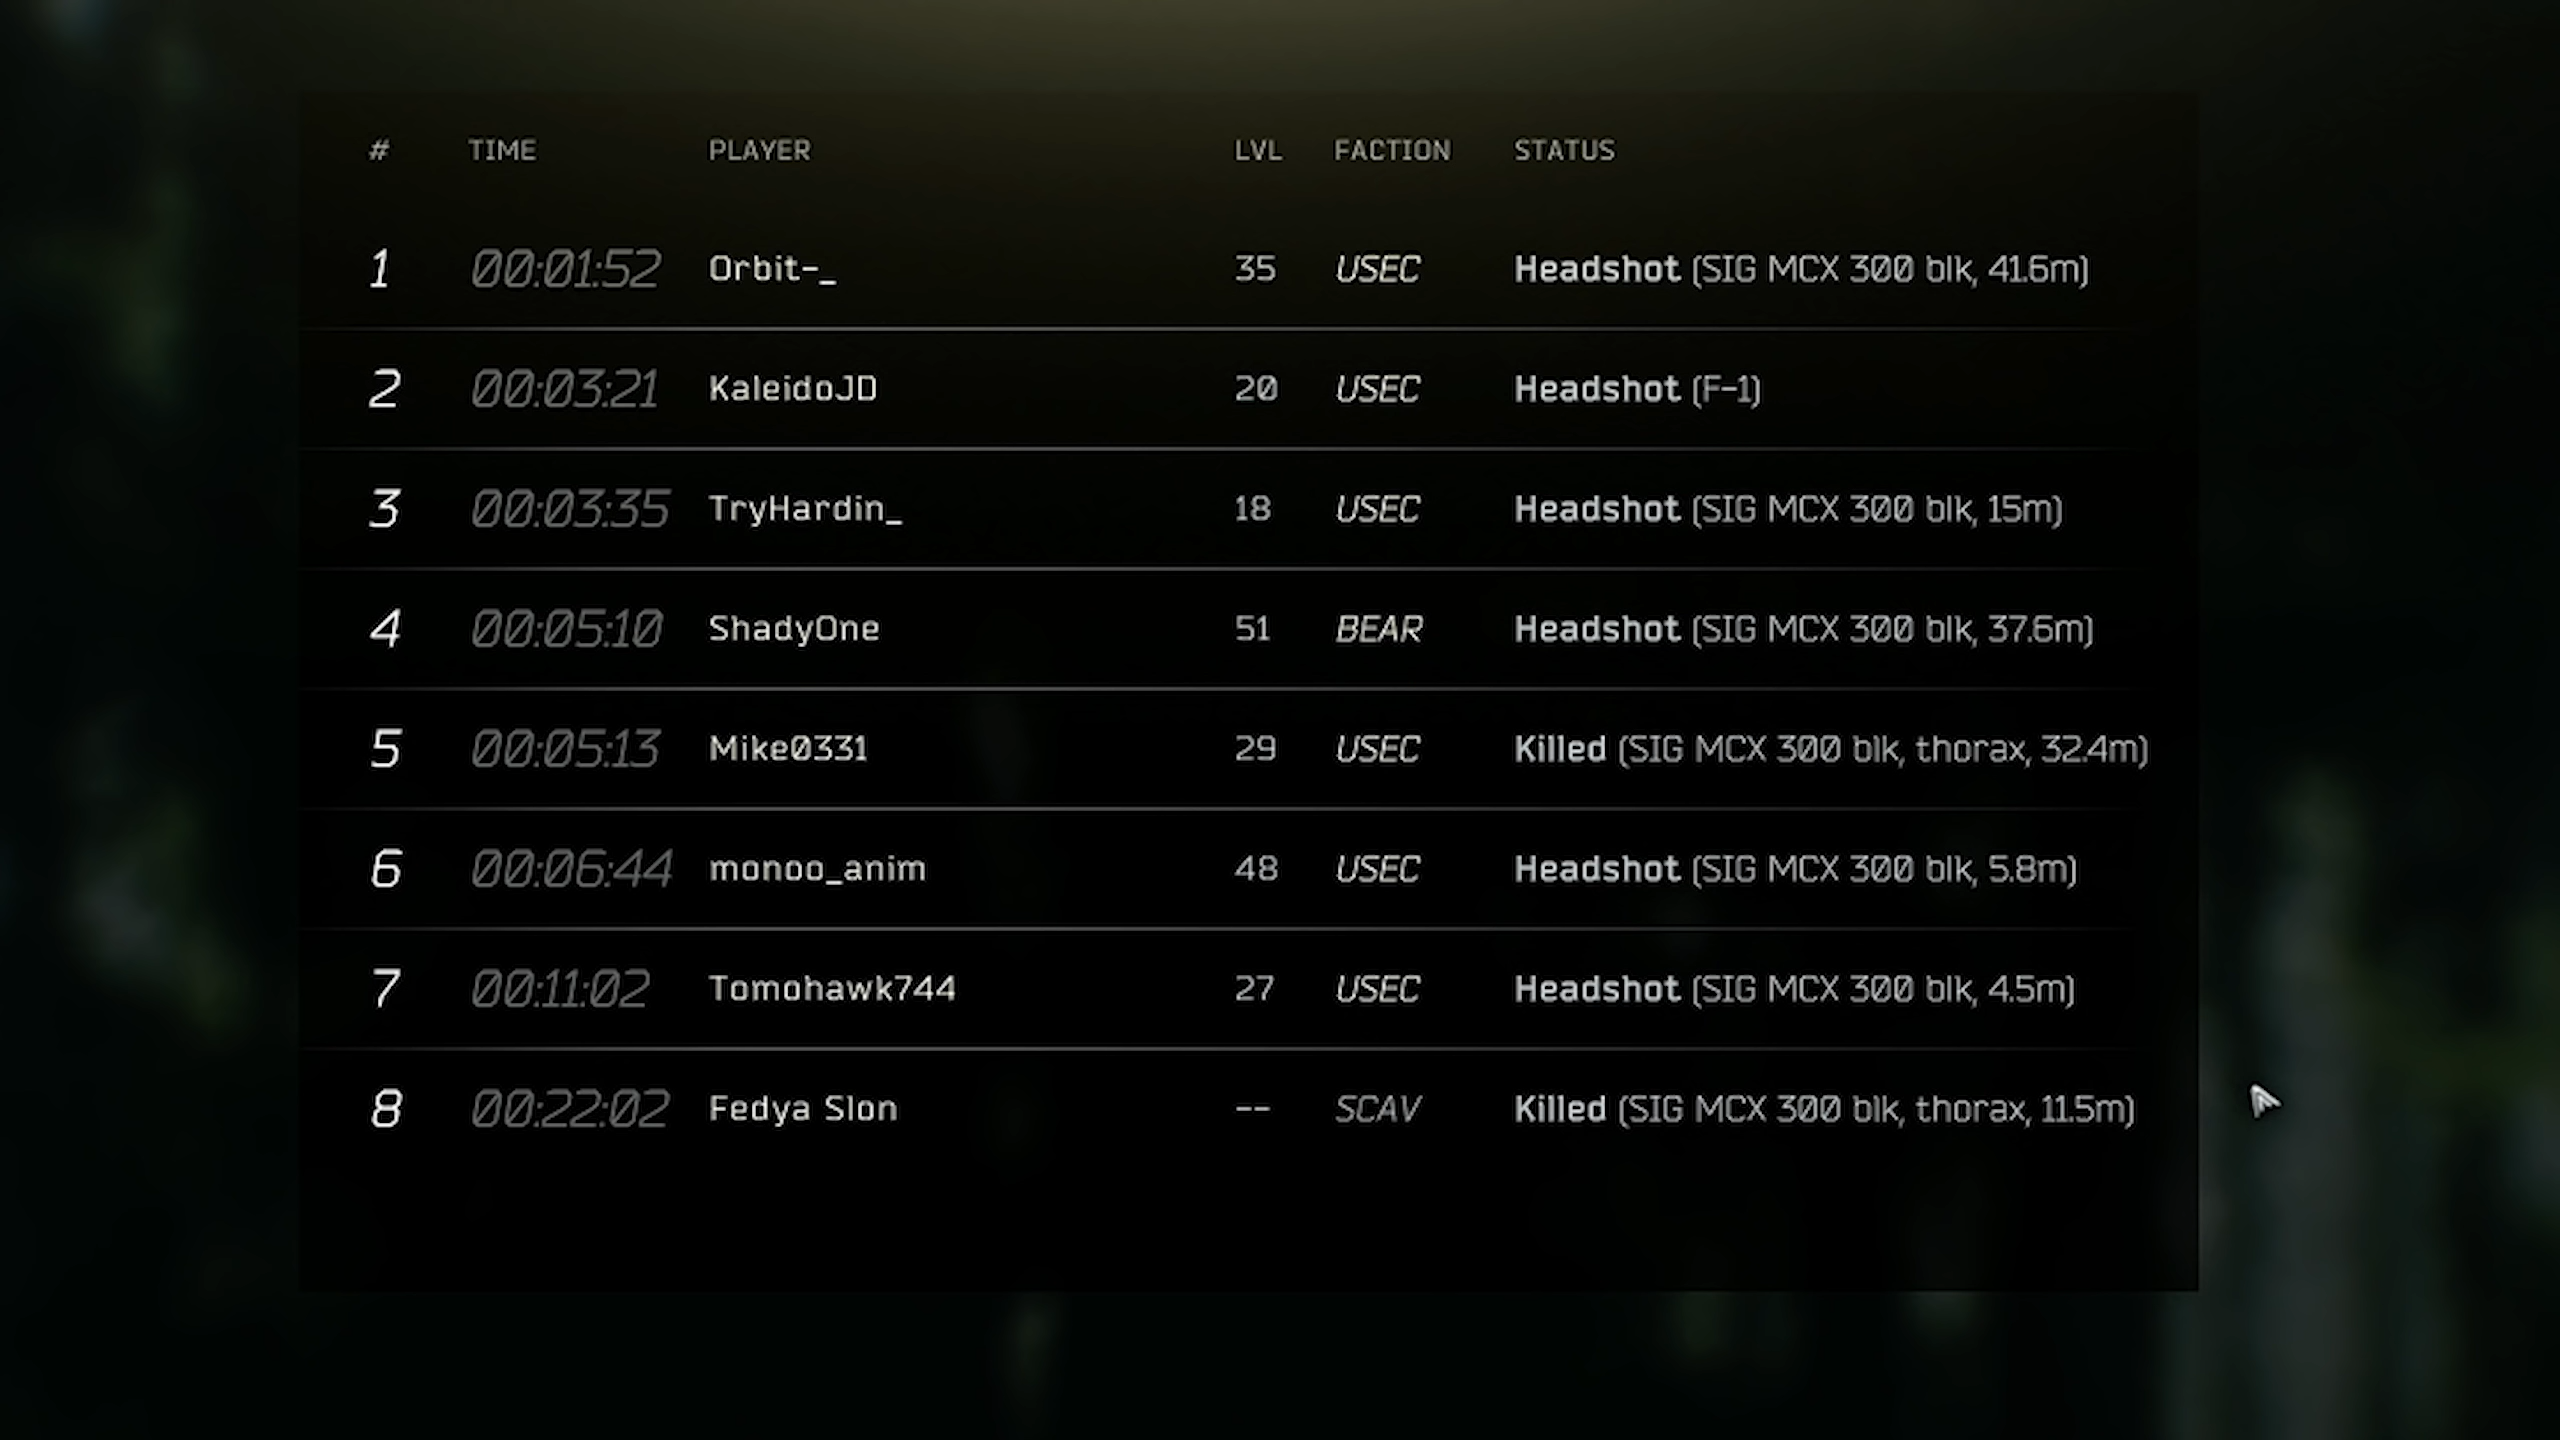 # TIME PLAYER LVL FACTION STATUS
1 00:01:52 Orbit-_ 35 USEC Headshot (SIG MCX 300 blk, 41.6m)
2 00:03:21 KaleidoJD 20 USEC Headshot (F-1)
3 00:03:35 TryHardin_ 18 USEC Headshot (SIG MCX 300 blk, 15m)
4 00:05:10 ShadyOne 51 BEAR Headshot (SIG MCX 300 blk, 37.6m)
5 00:05:13 Mike0331 29 USEC Killed (SIG MCX 300 blk, thorax, 32.4m)
6 00:06:44 monoo_anim 48 USEC Headshot (SIG MCX 300 blk, 5.8m)
7 00:11:02 Tomohawk744 27 USEC Headshot (SIG MCX 300 blk, 4.5m)
8 00:22:02 Fedya Slon -- SCAV Killed (SIG MCX 300 blk, thorax, 11.5m)